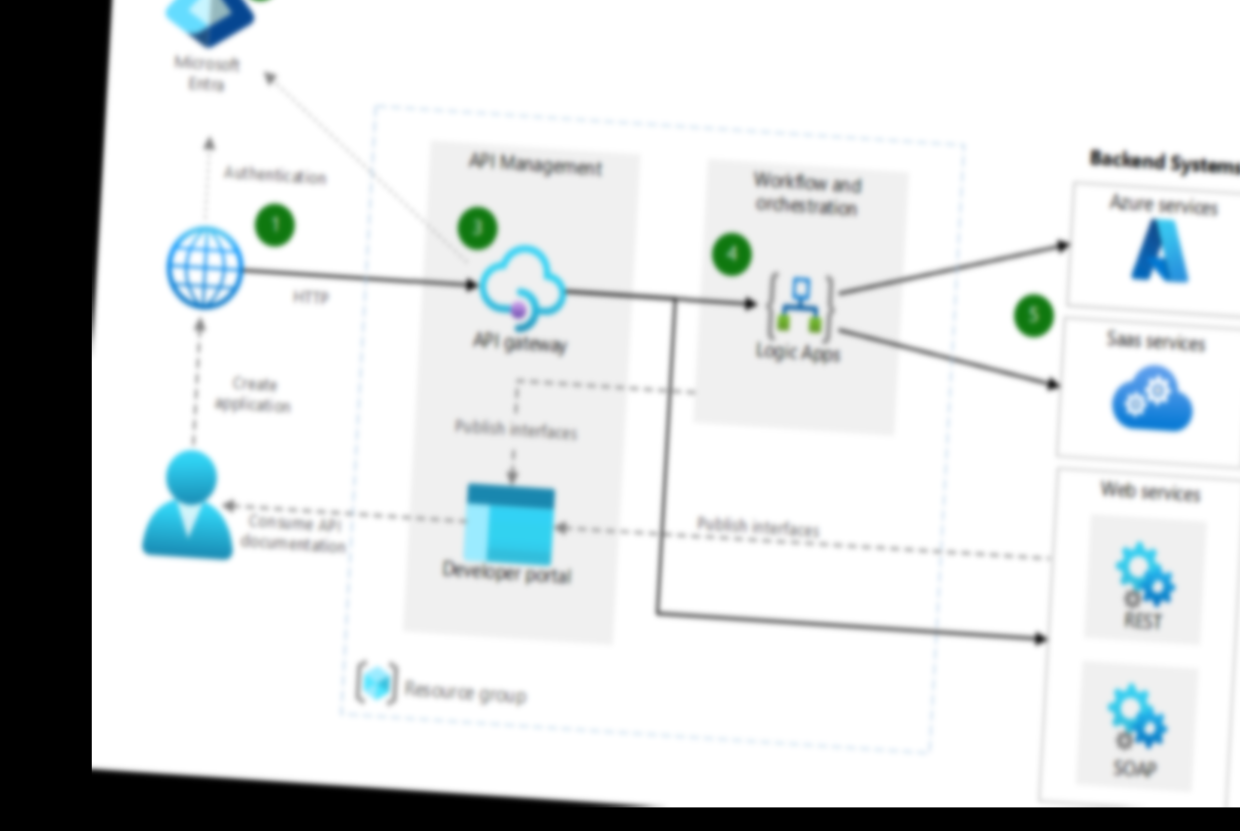 Microsoft
Entra
Authentication
1
HTTP
Create
application
Consume API
documentation
API Management
3
API gateway
Publish interfaces
Developer portal
Resource group
Workflow and
orchestration
4
Logic Apps
Publish interfaces
5
Backend Systems
Azure services
Saas services
Web services
REST
SOAP